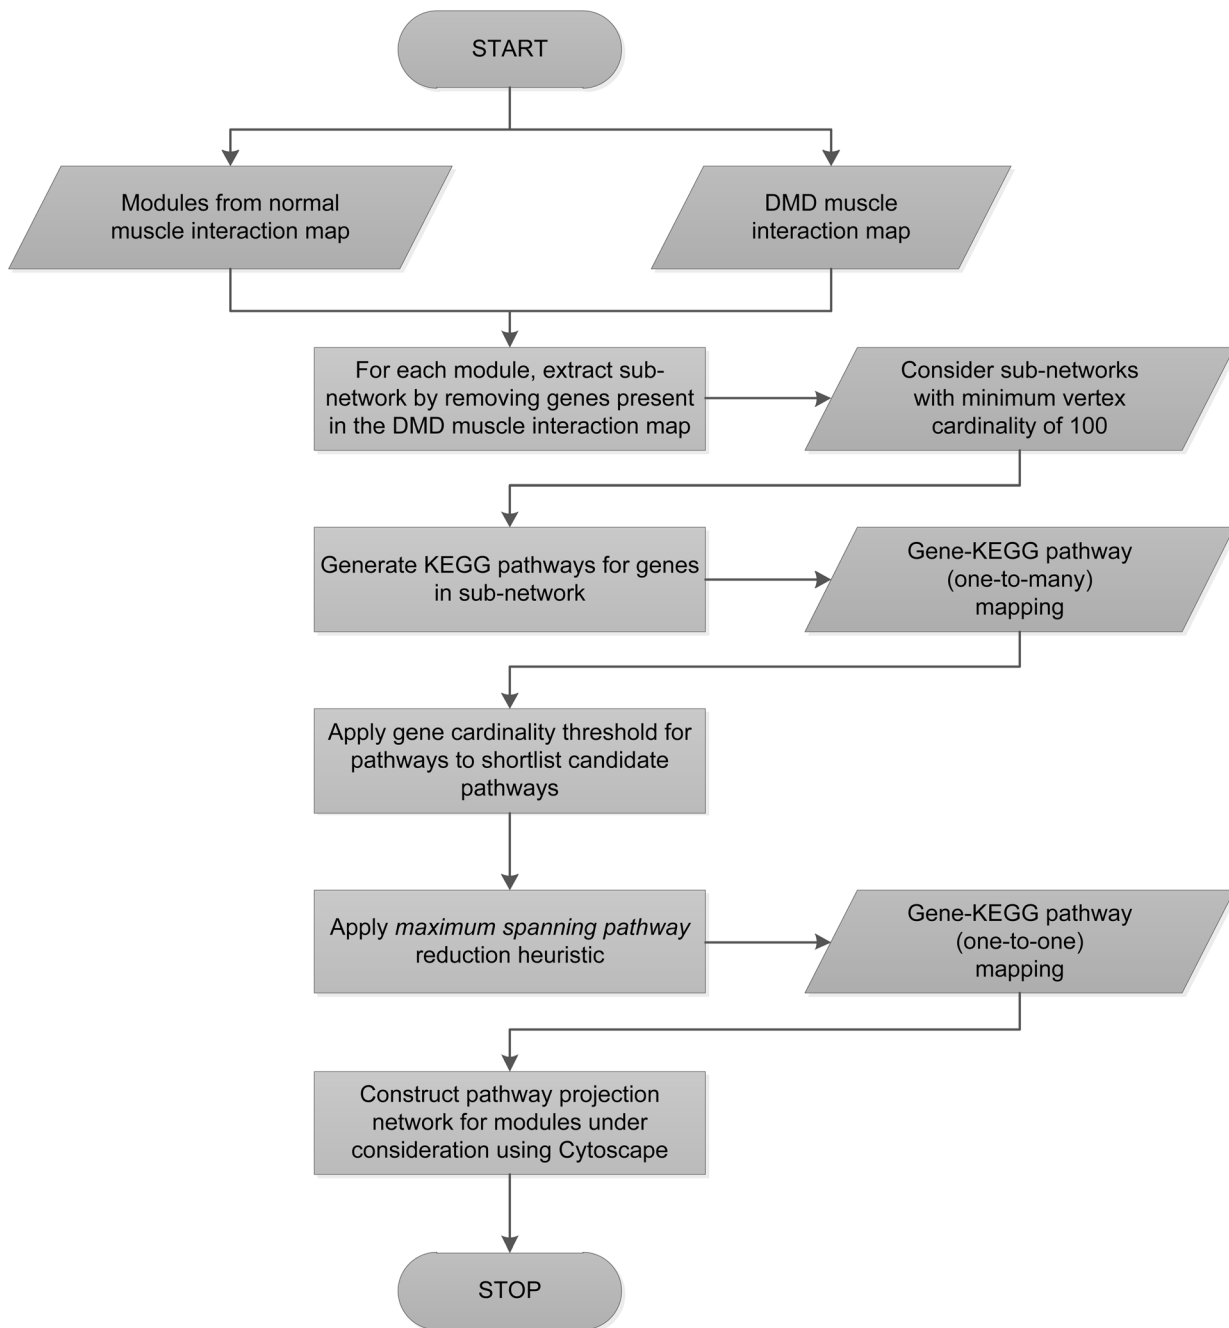 START
Modules from normal
muscle interaction map
DMD muscle
interaction map
For each module, extract sub-
network by removing genes present
in the DMD muscle interaction map
Consider sub-networks
with minimum vertex
cardinality of 100
Generate KEGG pathways for genes
in sub-network
Gene-KEGG pathway
(one-to-many)
mapping
Apply gene cardinality threshold for
pathways to shortlist candidate
pathways
Apply maximum spanning pathway
reduction heuristic
Gene-KEGG pathway
(one-to-one)
mapping
Construct pathway projection
network for modules under
consideration using Cytoscape
STOP